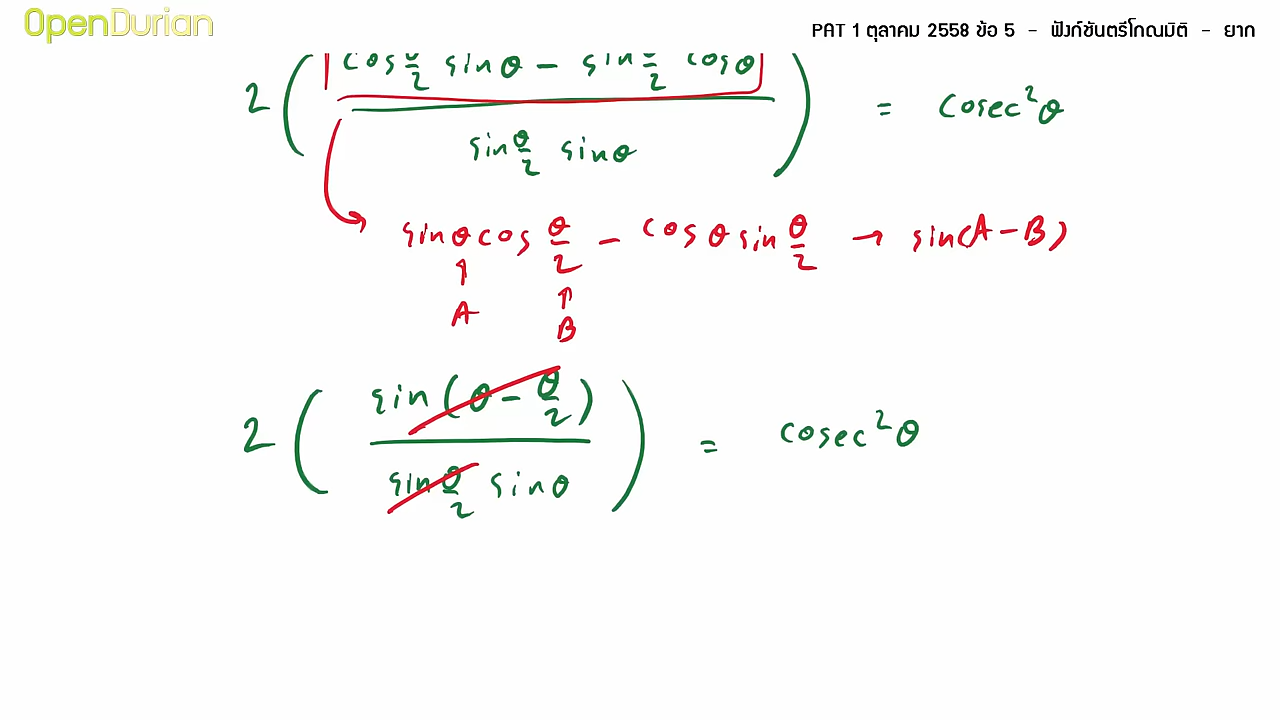 OpenDurian
PAT 1 ตุลาคม 2558 ข้อ 5 - ฟังก์ชันตรีโกณมิติ - ยาก
2 ( (cos θ/2 sin θ − sin θ/2 cos θ) / (sin θ/2 sin θ) ) = cosec²θ
sin θ cos θ/2 − cos θ sin θ/2 → sin(A − B)
↑ ↑
A B
2 ( sin(θ − θ/2) / (sin θ/2 sin θ) ) = cosec²θ